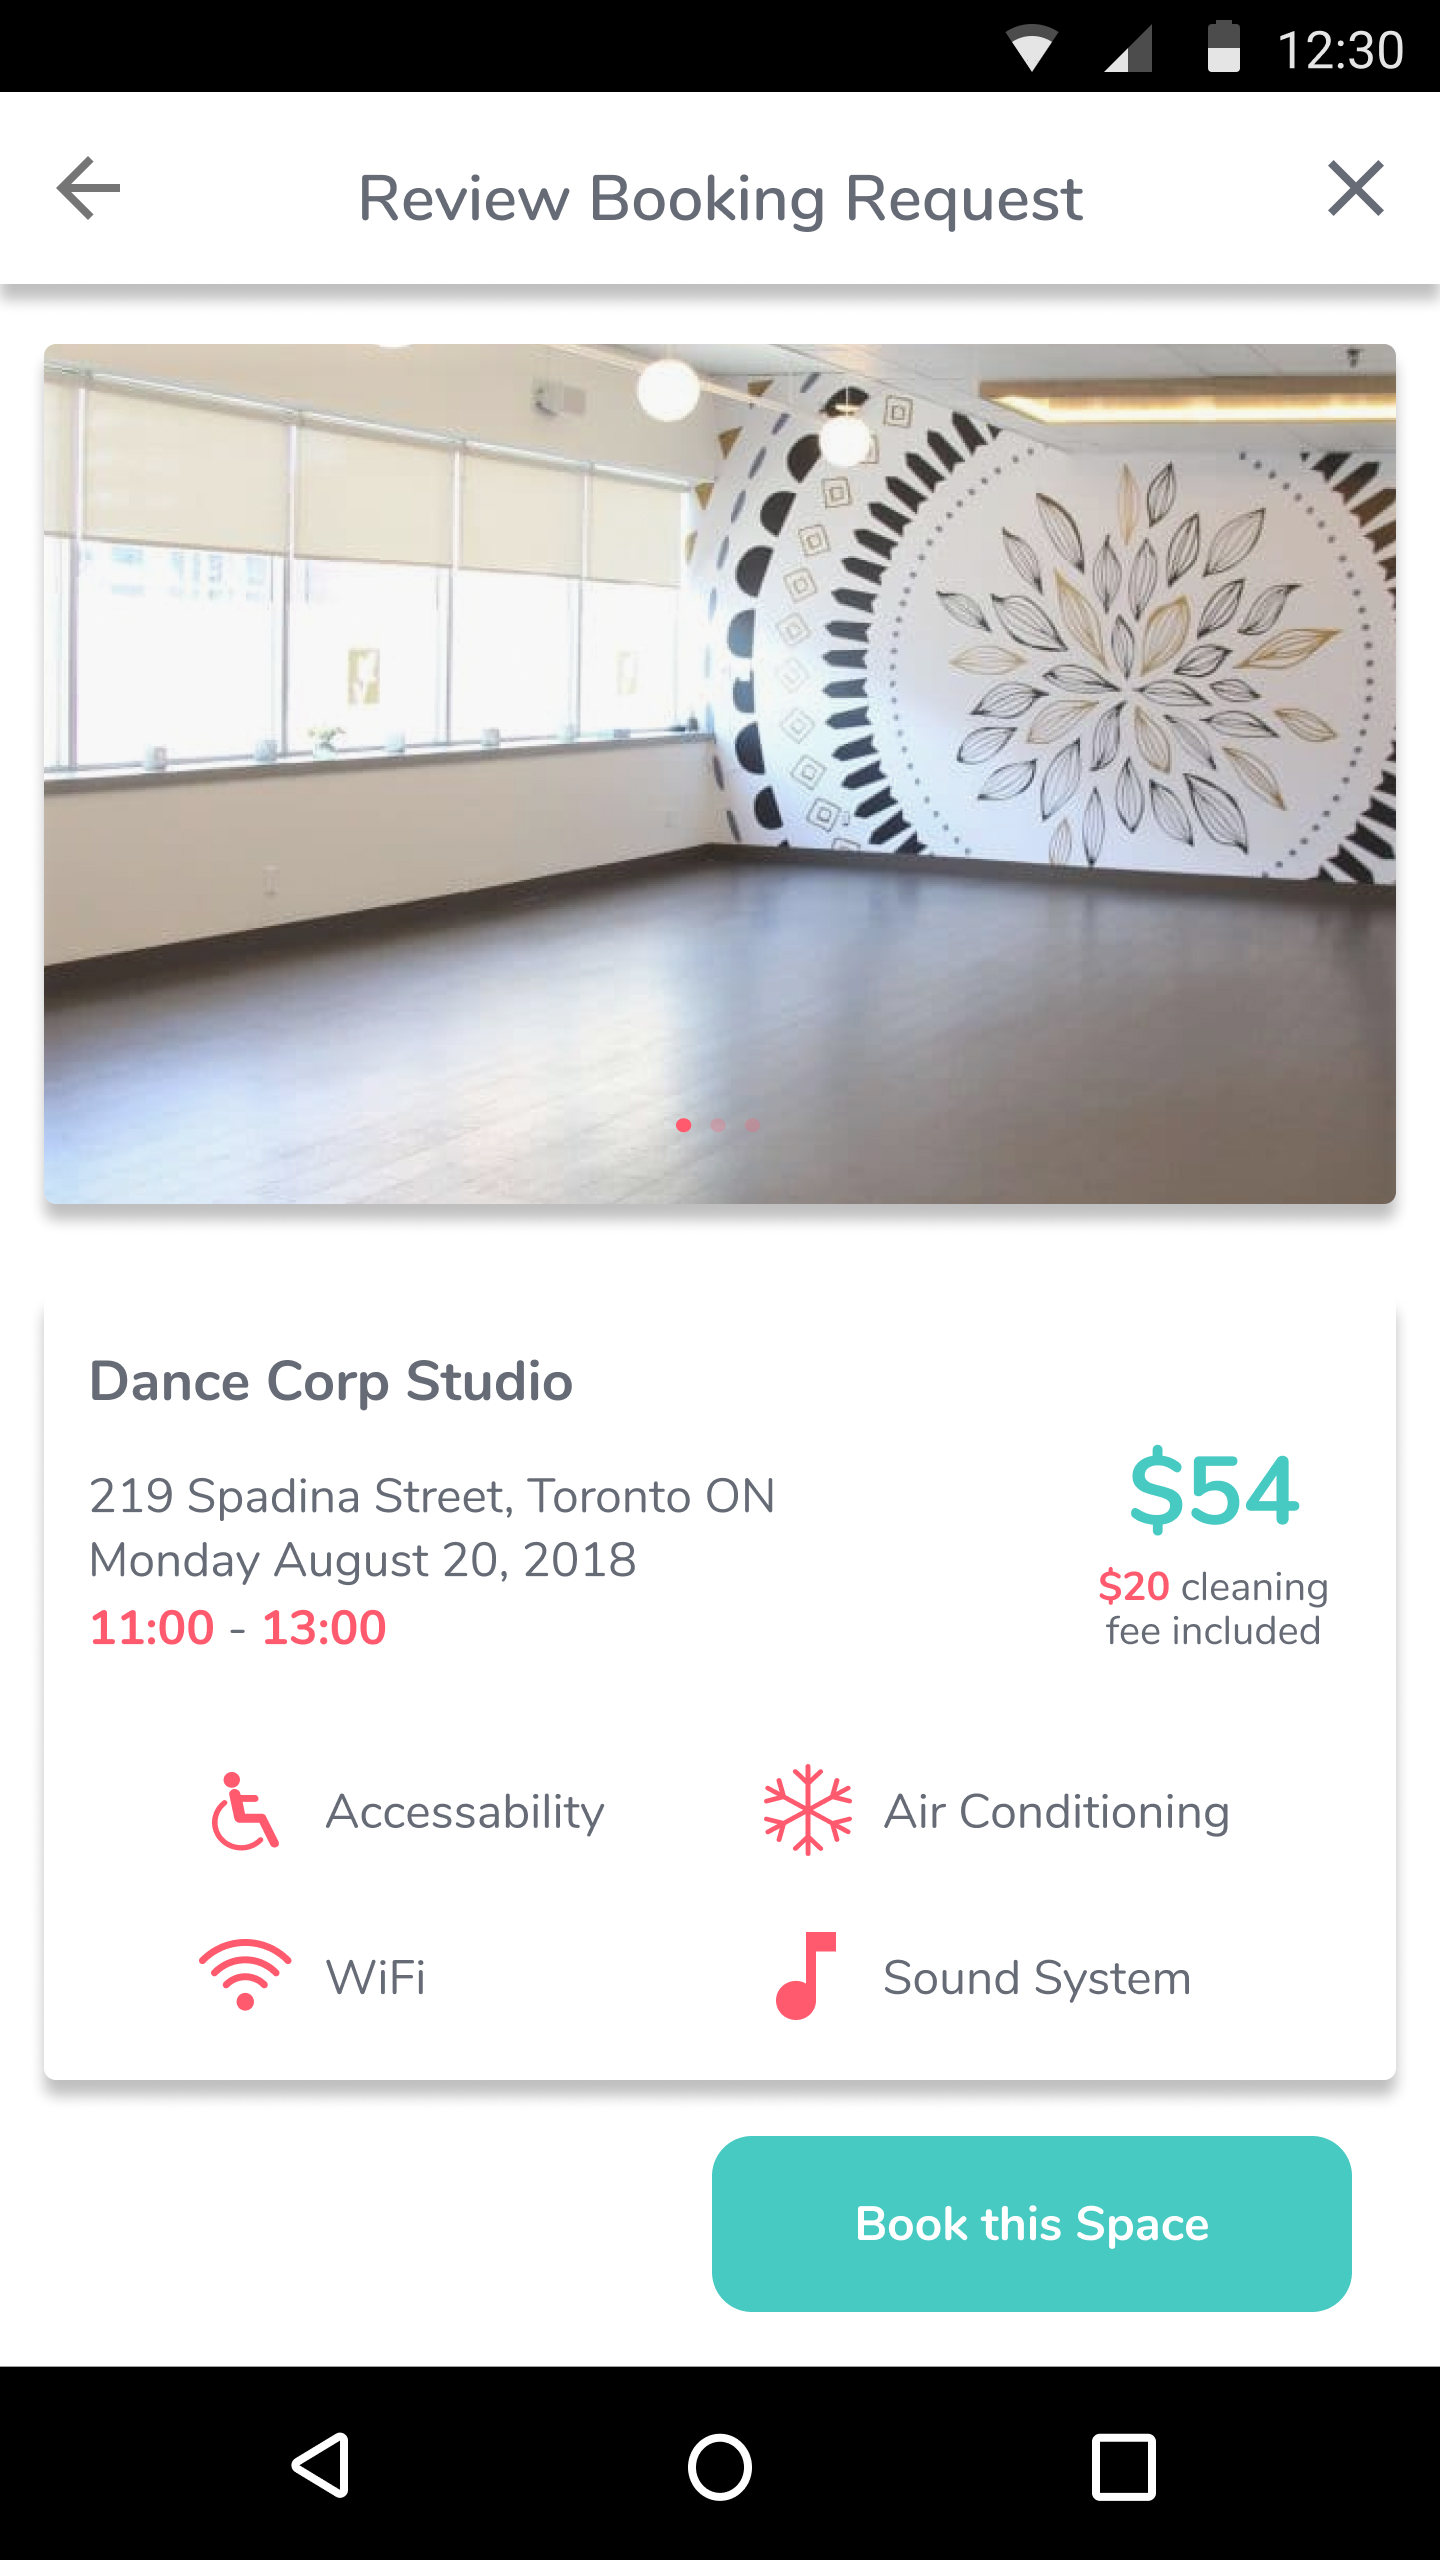 12:30
Review Booking Request
Dance Corp Studio
219 Spadina Street, Toronto ON
Monday August 20, 2018
11:00 - 13:00
$54
$20 cleaning
fee included
Accessability
Air Conditioning
WiFi
Sound System
Book this Space